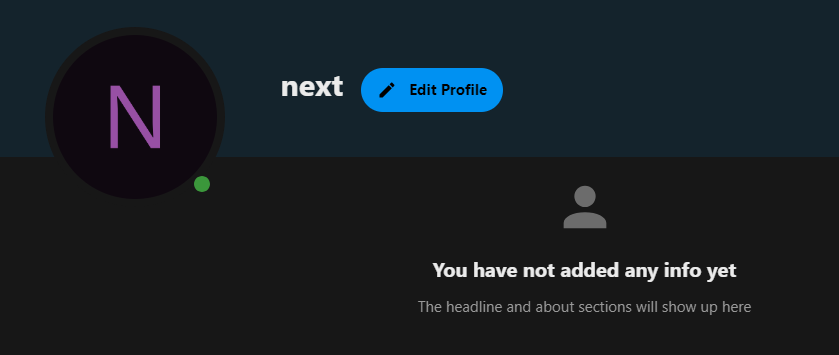 N
next
Edit Profile
You have not added any info yet
The headline and about sections will show up here